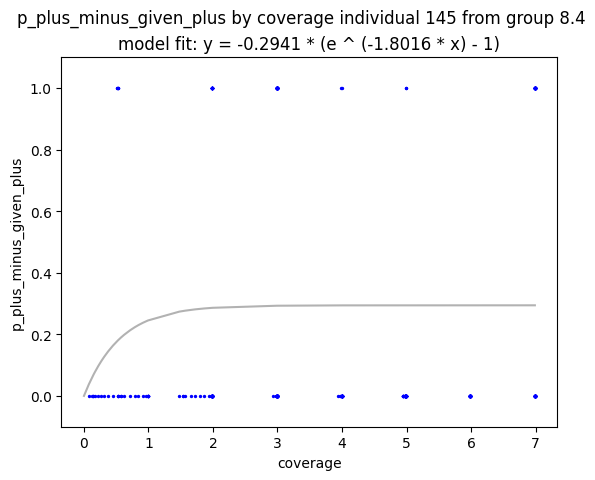 p_plus_minus_given_plus by coverage individual 145 from group 8.4
model fit: y = -0.2941 * (e ^ (-1.8016 * x) - 1)
1.0
0.8
0.6
0.4
0.2
0.0
p_plus_minus_given_plus
0 1 2 3 4 5 6 7
coverage